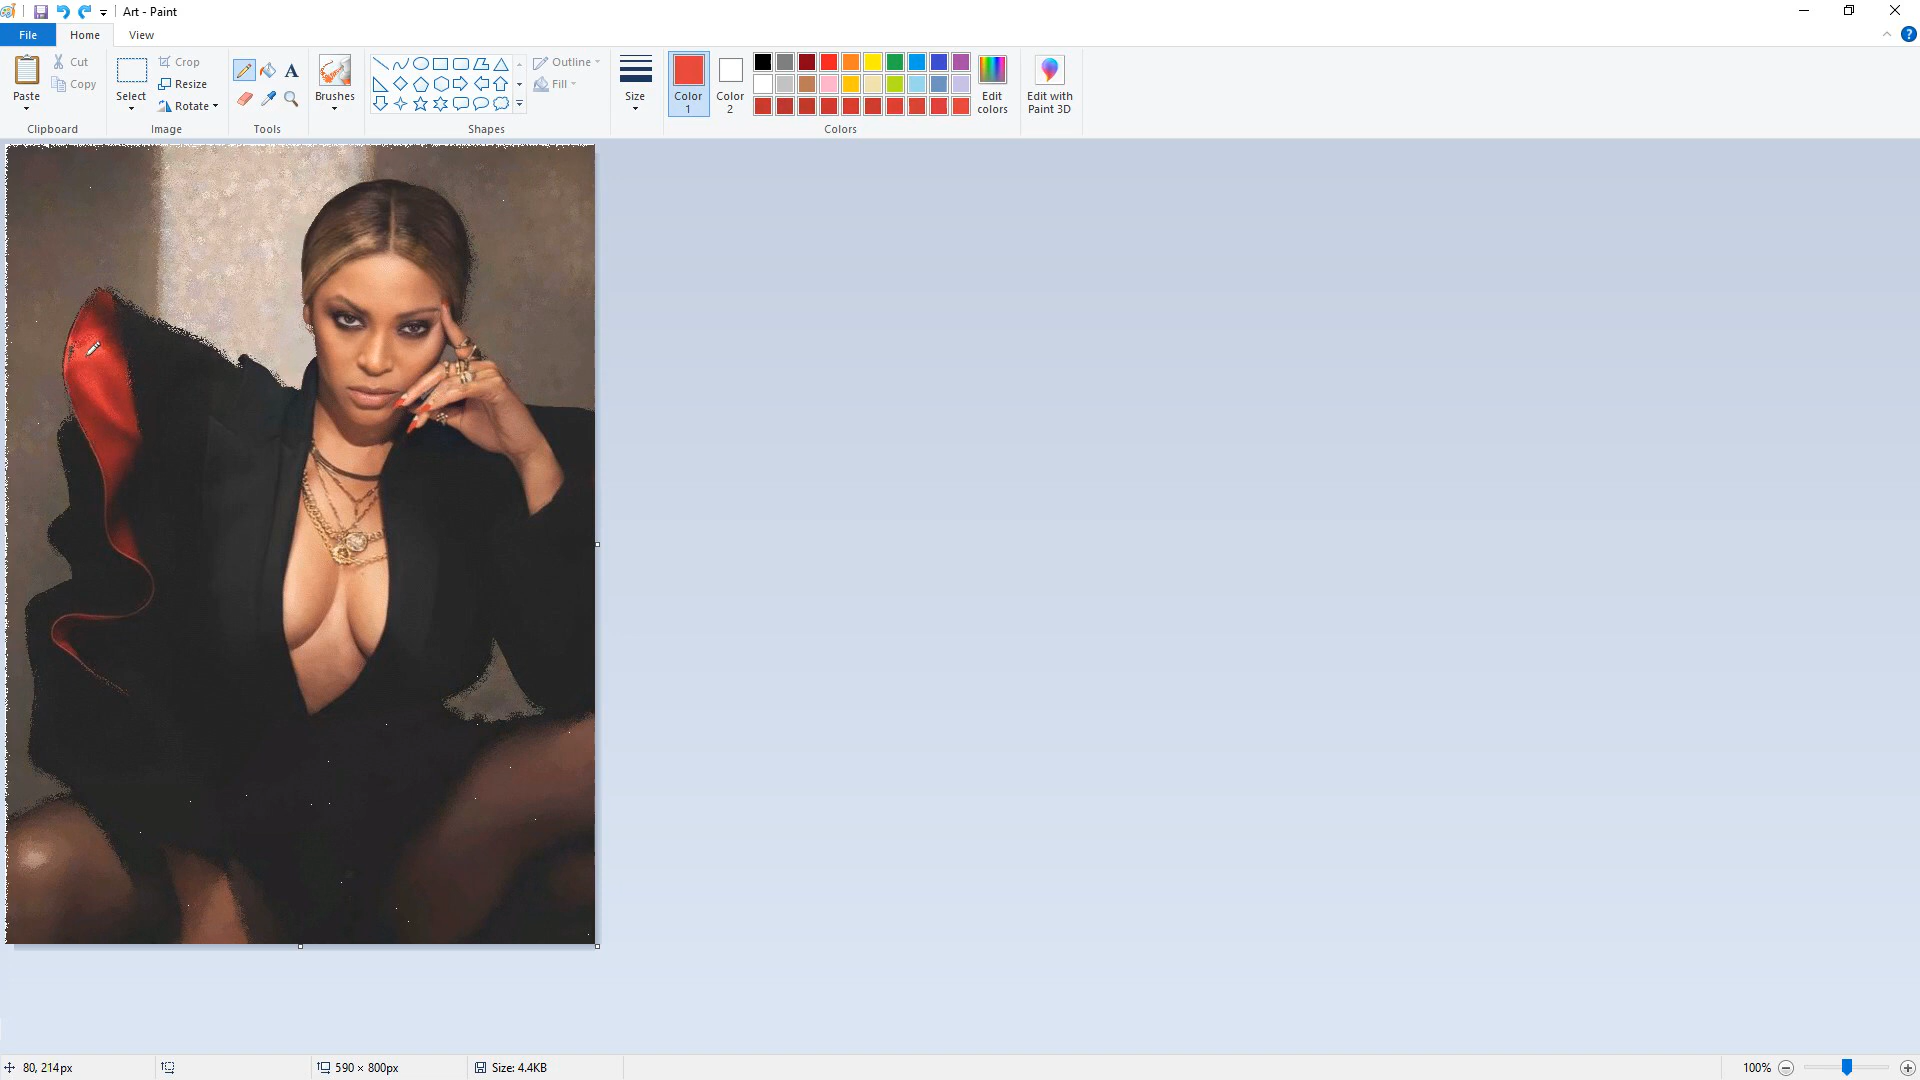 Art - Paint
File
Home
View
Paste
Cut
Copy
Clipboard
Select
Crop
Resize
Rotate
Image
A
Tools
Brushes
Outline
Fill
Shapes
Size
Color 1
Color 2
Edit colors
Colors
Edit with Paint 3D
?
80, 214px
590 × 800px
Size: 4.4KB
100%